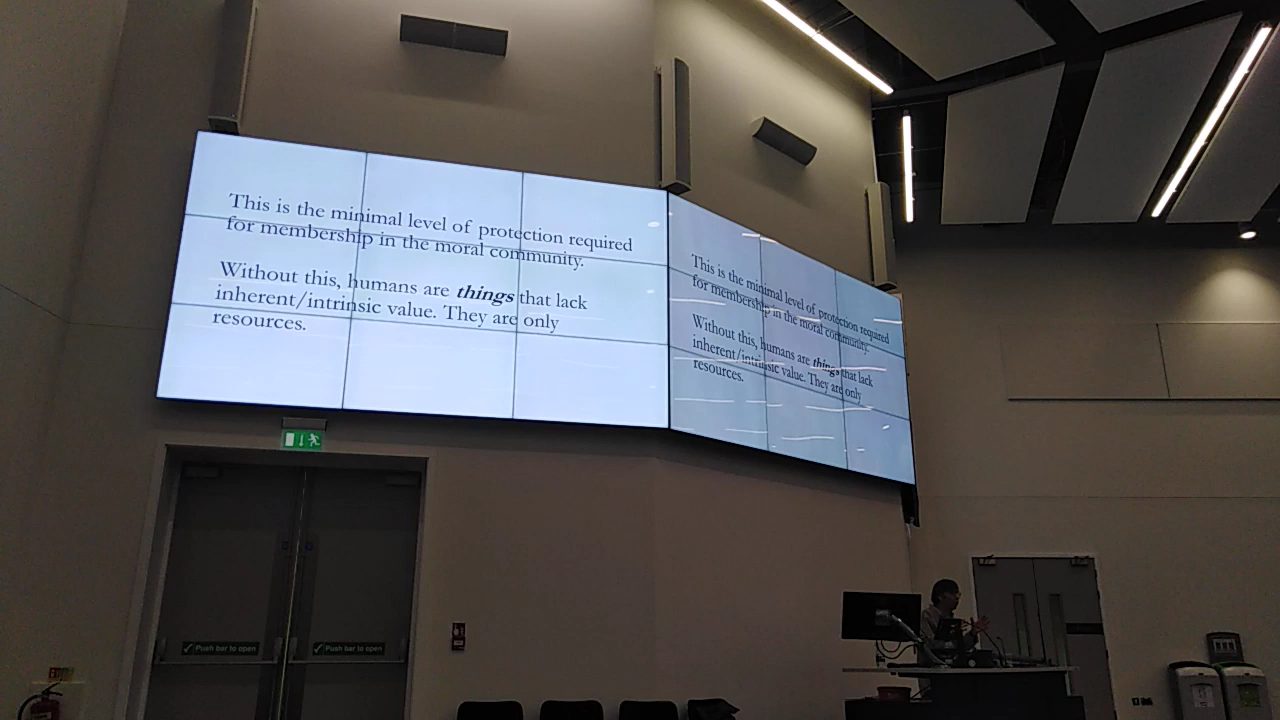 This is the minimal level of protection required
for membership in the moral community.
Without this, humans are things that lack
inherent/intrinsic value. They are only
resources.
This is the minimal level of protection required
for membership in the moral community.
Without this, humans are things that lack
inherent/intrinsic value. They are only
resources.
Push bar to open
Push bar to open